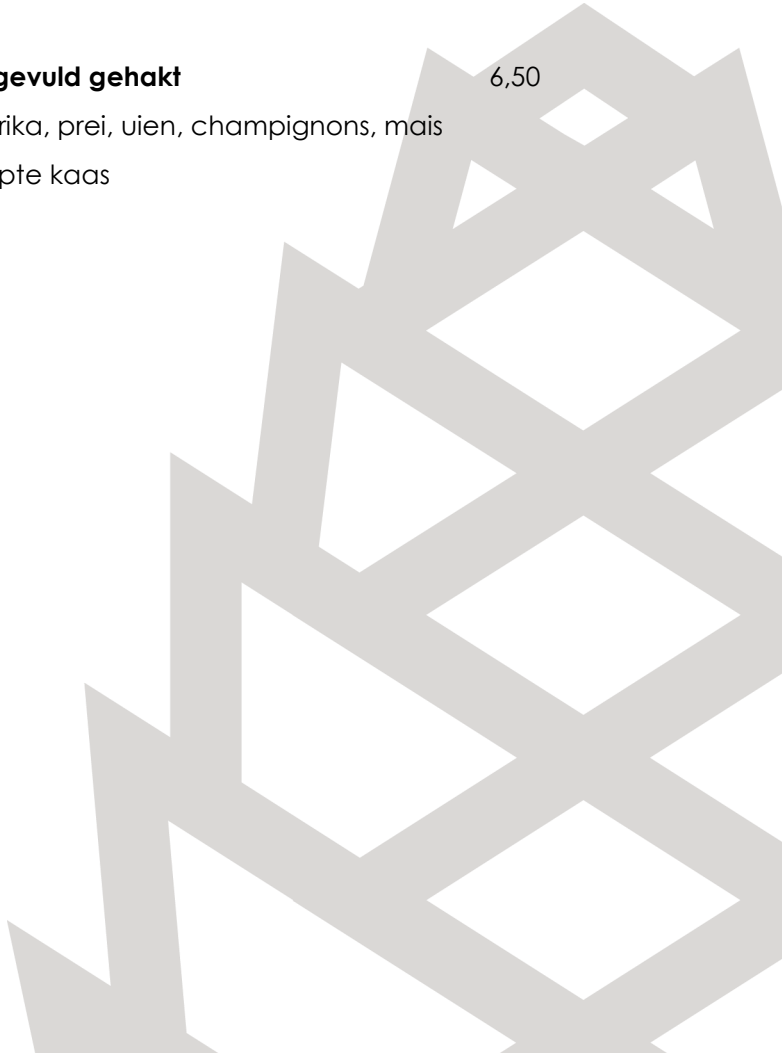 gevuld gehakt 6,50
rika, prei, uien, champignons, mais
pte kaas